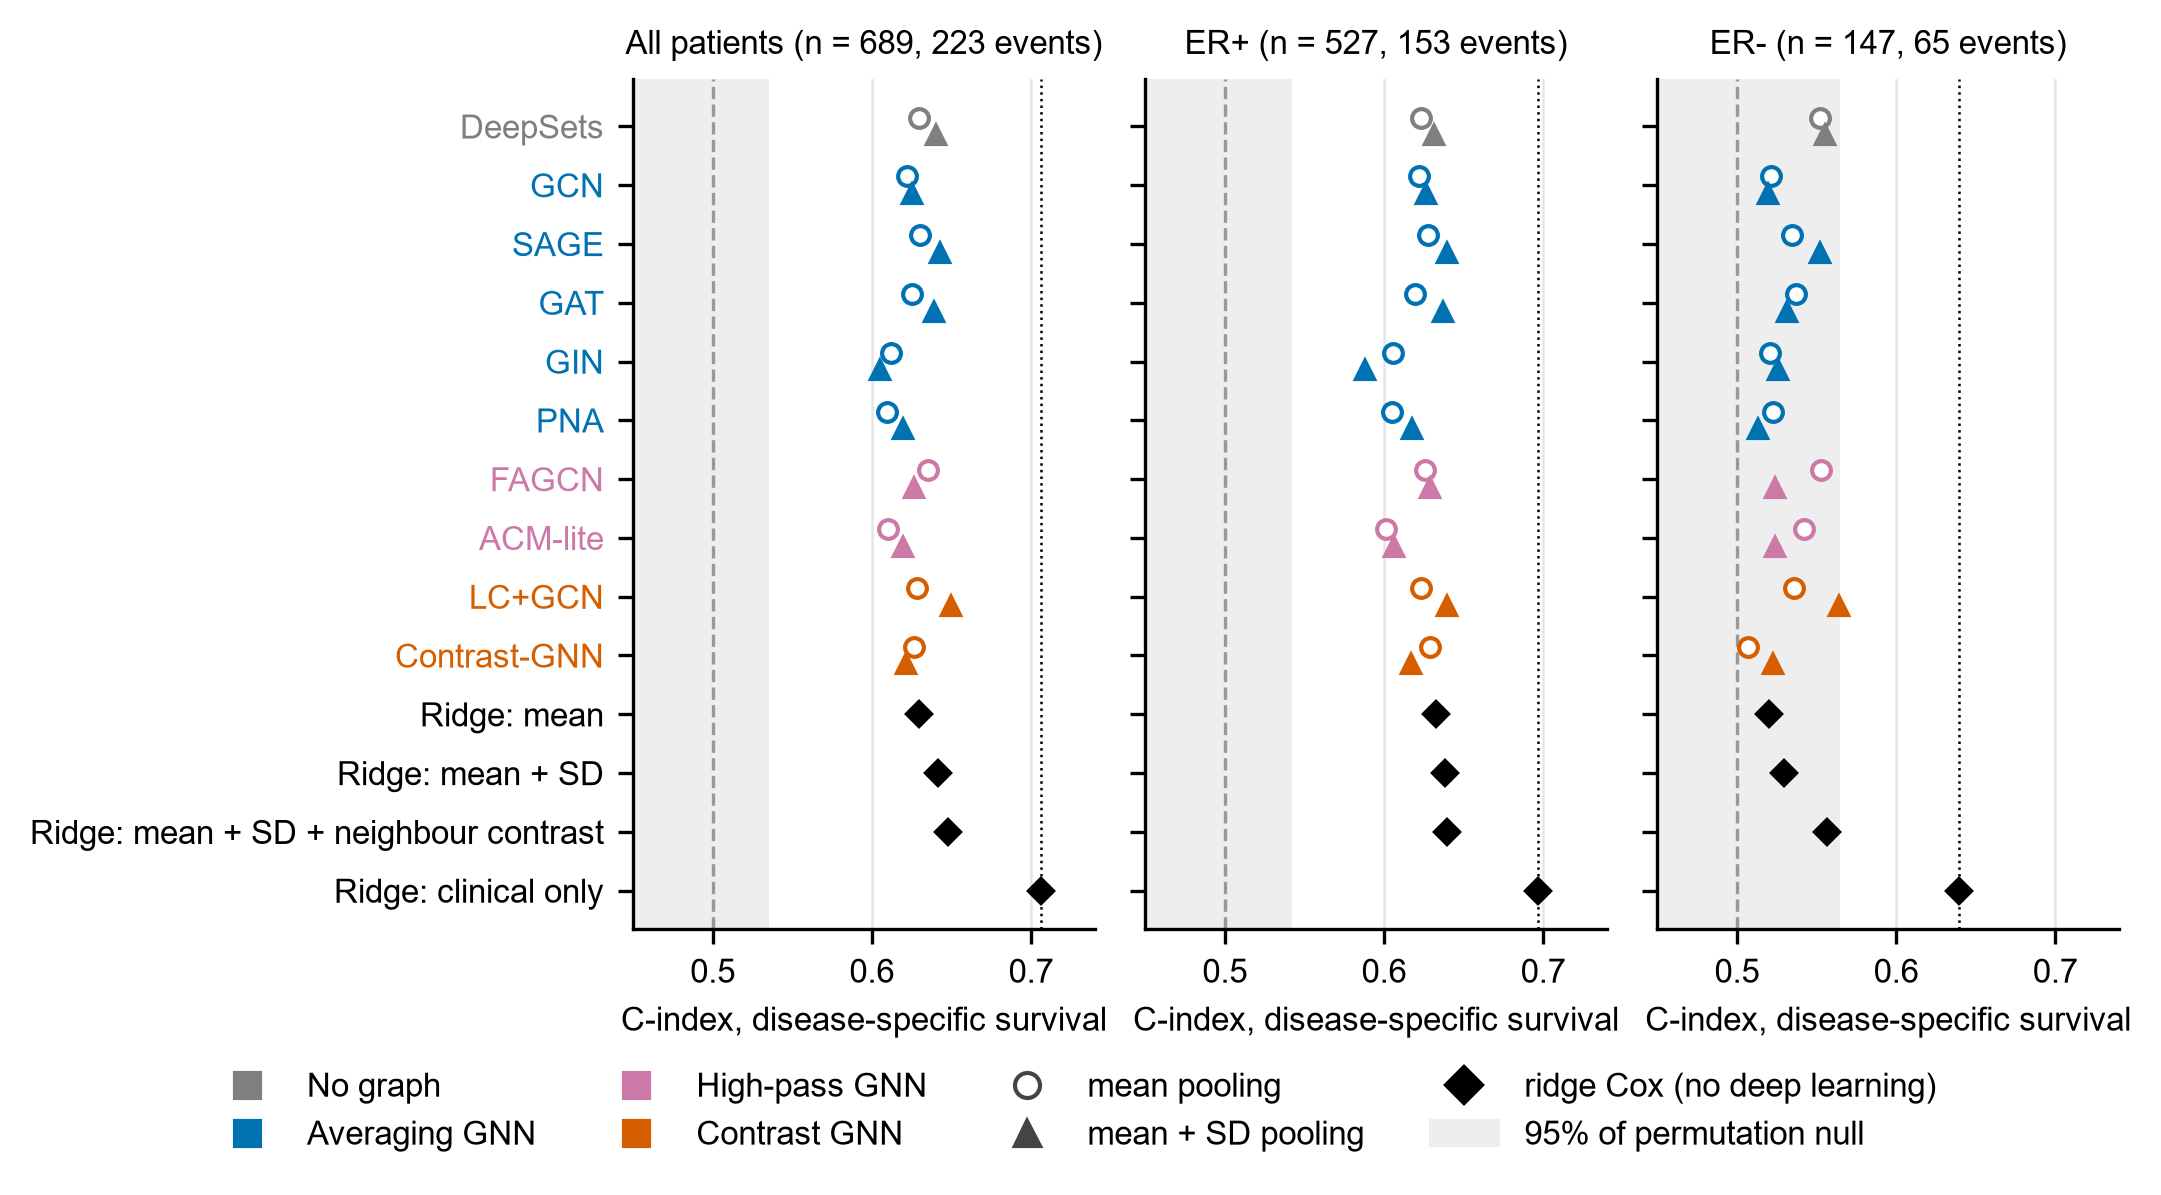 All patients (n = 689, 223 events)
ER+ (n = 527, 153 events)
ER- (n = 147, 65 events)
DeepSets
GCN
SAGE
GAT
GIN
PNA
FAGCN
ACM-lite
LC+GCN
Contrast-GNN
Ridge: mean
Ridge: mean + SD
Ridge: mean + SD + neighbour contrast
Ridge: clinical only
0.5 0.6 0.7
0.5 0.6 0.7
0.5 0.6 0.7
C-index, disease-specific survival
C-index, disease-specific survival
C-index, disease-specific survival
No graph
Averaging GNN
High-pass GNN
Contrast GNN
mean pooling
mean + SD pooling
ridge Cox (no deep learning)
95% of permutation null